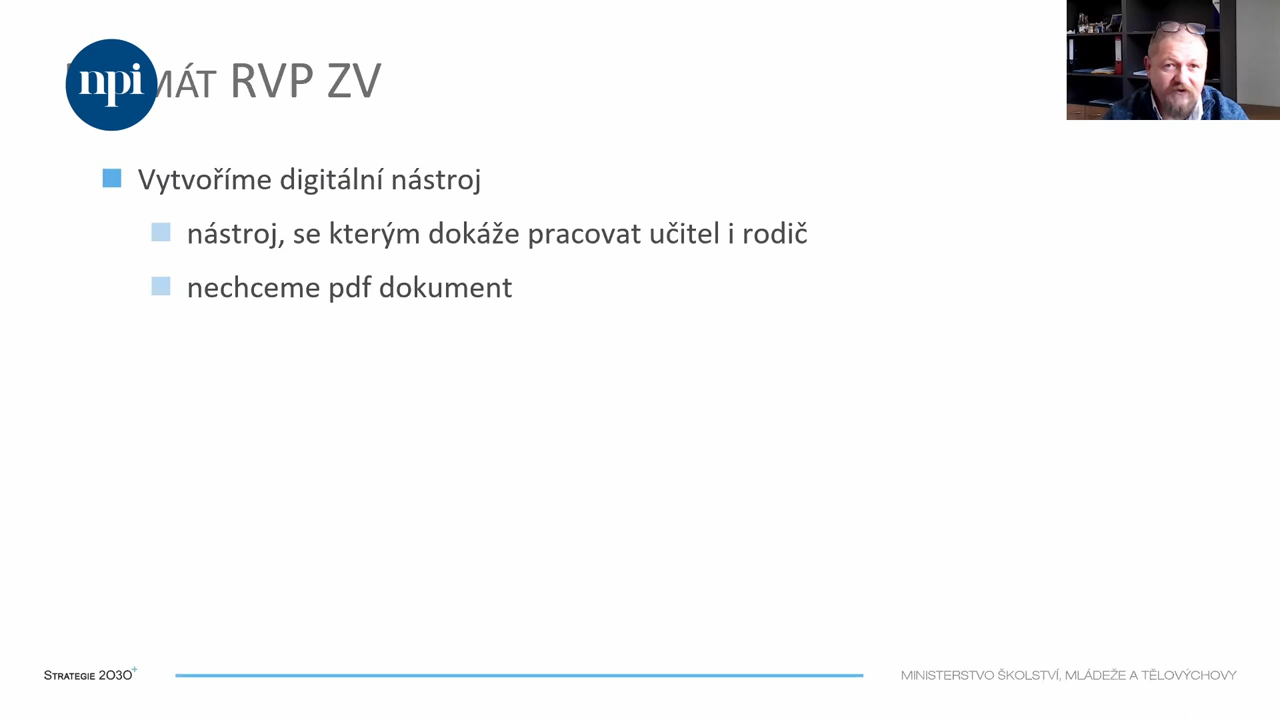 npi
RVP ZV
Vytvoříme digitální nástroj
nástroj, se kterým dokáže pracovat učitel i rodič
nechceme pdf dokument
Strategie 2030+
MINISTERSTVO ŠKOLSTVÍ, MLÁDEŽE A TĚLOVÝCHOVY